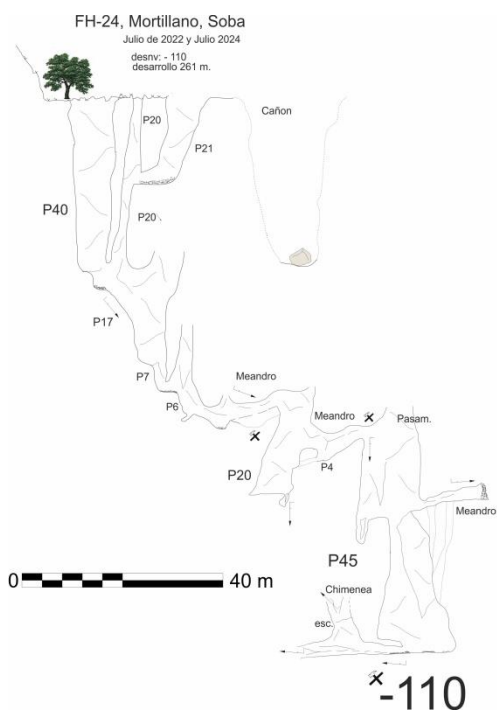 FH-24, Mortillano, Soba
Julio de 2022 y Julio 2024
desnv: - 110
desarrollo 261 m.
Cañon
P20
P21
P40
P20
P17
P7
P6
Meandro
Meandro
Pasam.
P20
P4
Meandro
P45
0 40 m
Chimenea
esc.
-110